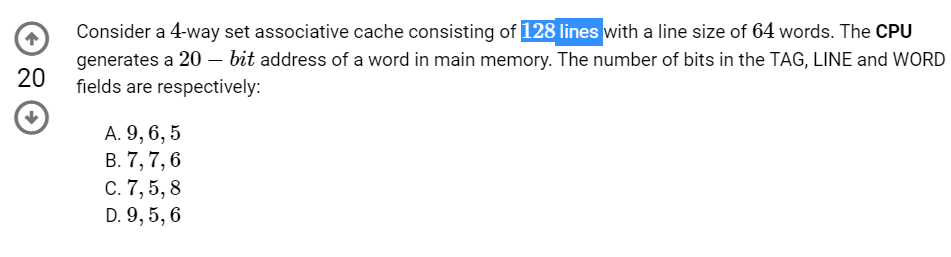 Consider a 4-way set associative cache consisting of 128 lines with a line size of 64 words. The CPU
generates a 20 − bit address of a word in main memory. The number of bits in the TAG, LINE and WORD
20
fields are respectively:
A. 9, 6, 5
B. 7, 7, 6
C. 7, 5, 8
D. 9, 5, 6